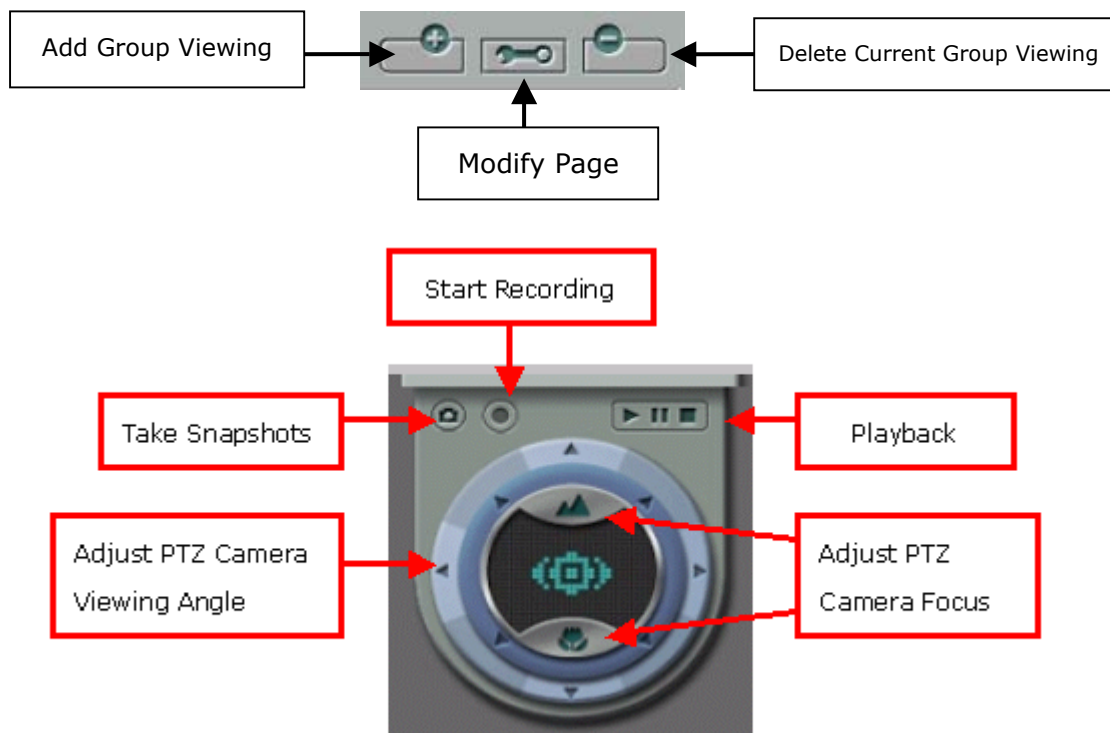 Add Group Viewing
Delete Current Group Viewing
Modify Page
Start Recording
Take Snapshots
Playback
Adjust PTZ Camera
Viewing Angle
Adjust PTZ
Camera Focus